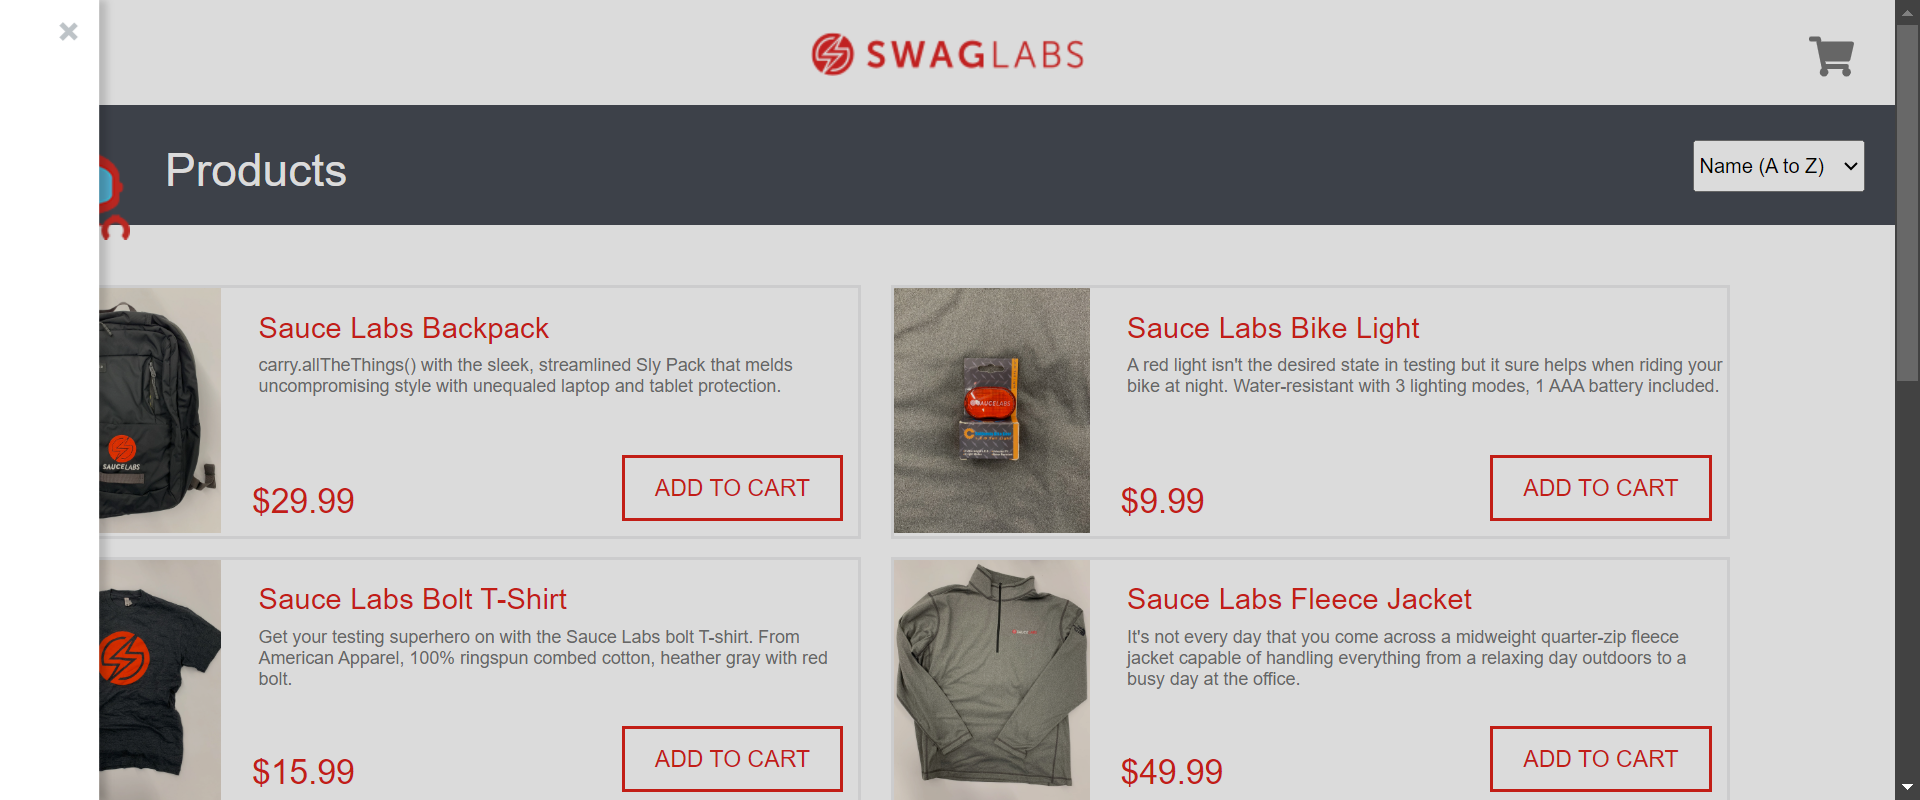 SWAGLABS
Products
Name (A to Z)
Sauce Labs Backpack
carry.allTheThings() with the sleek, streamlined Sly Pack that melds
uncompromising style with unequaled laptop and tablet protection.
$29.99
ADD TO CART
SAUCELABS
Sauce Labs Bike Light
A red light isn't the desired state in testing but it sure helps when riding your
bike at night. Water-resistant with 3 lighting modes, 1 AAA battery included.
$9.99
ADD TO CART
SAUCELABS
Sauce Labs Bolt T-Shirt
Get your testing superhero on with the Sauce Labs bolt T-shirt. From
American Apparel, 100% ringspun combed cotton, heather gray with red
bolt.
$15.99
ADD TO CART
Sauce Labs Fleece Jacket
It's not every day that you come across a midweight quarter-zip fleece
jacket capable of handling everything from a relaxing day outdoors to a
busy day at the office.
$49.99
ADD TO CART